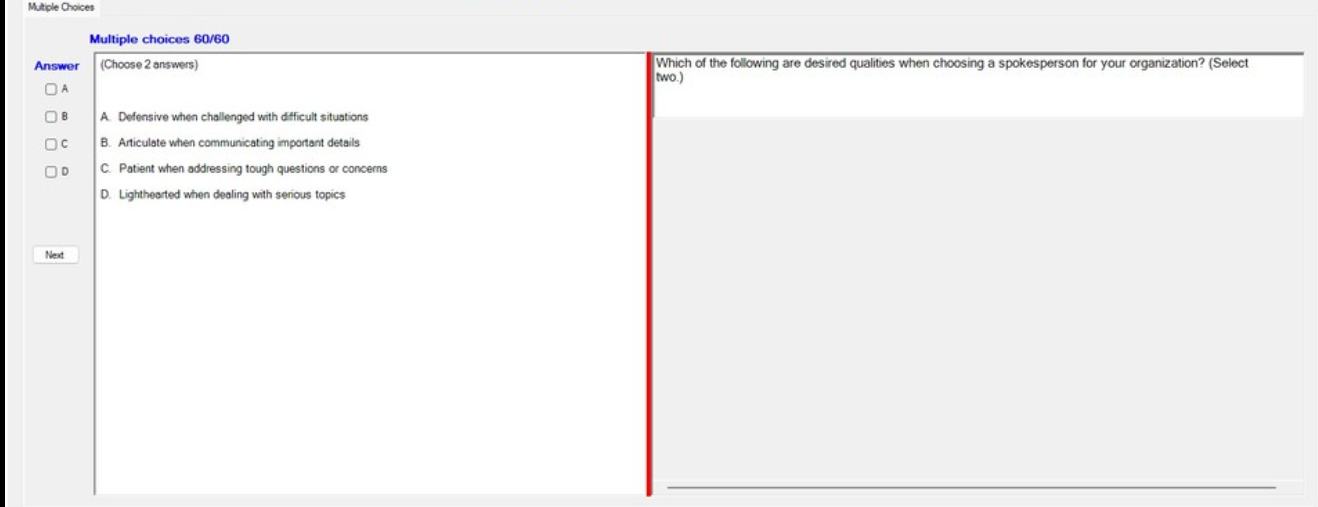 Multiple Choices
Multiple choices 60/60
Answer
A
B
C
D
Next
(Choose 2 answers)
A. Defensive when challenged with difficult situations
B. Articulate when communicating important details
C. Patient when addressing tough questions or concerns
D. Lighthearted when dealing with serious topics
Which of the following are desired qualities when choosing a spokesperson for your organization? (Select
two.)